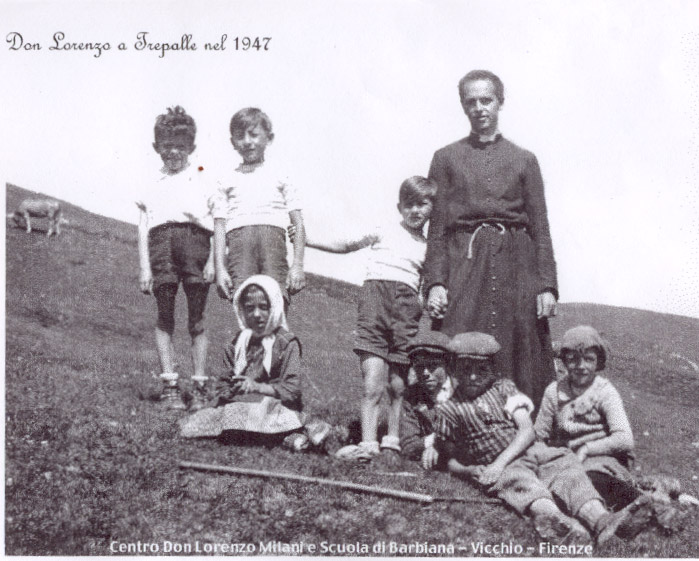 Don Lorenzo a Trepalle nel 1947
Centro Don Lorenzo Milani e Scuola di Barbiana – Vicchio – Firenze